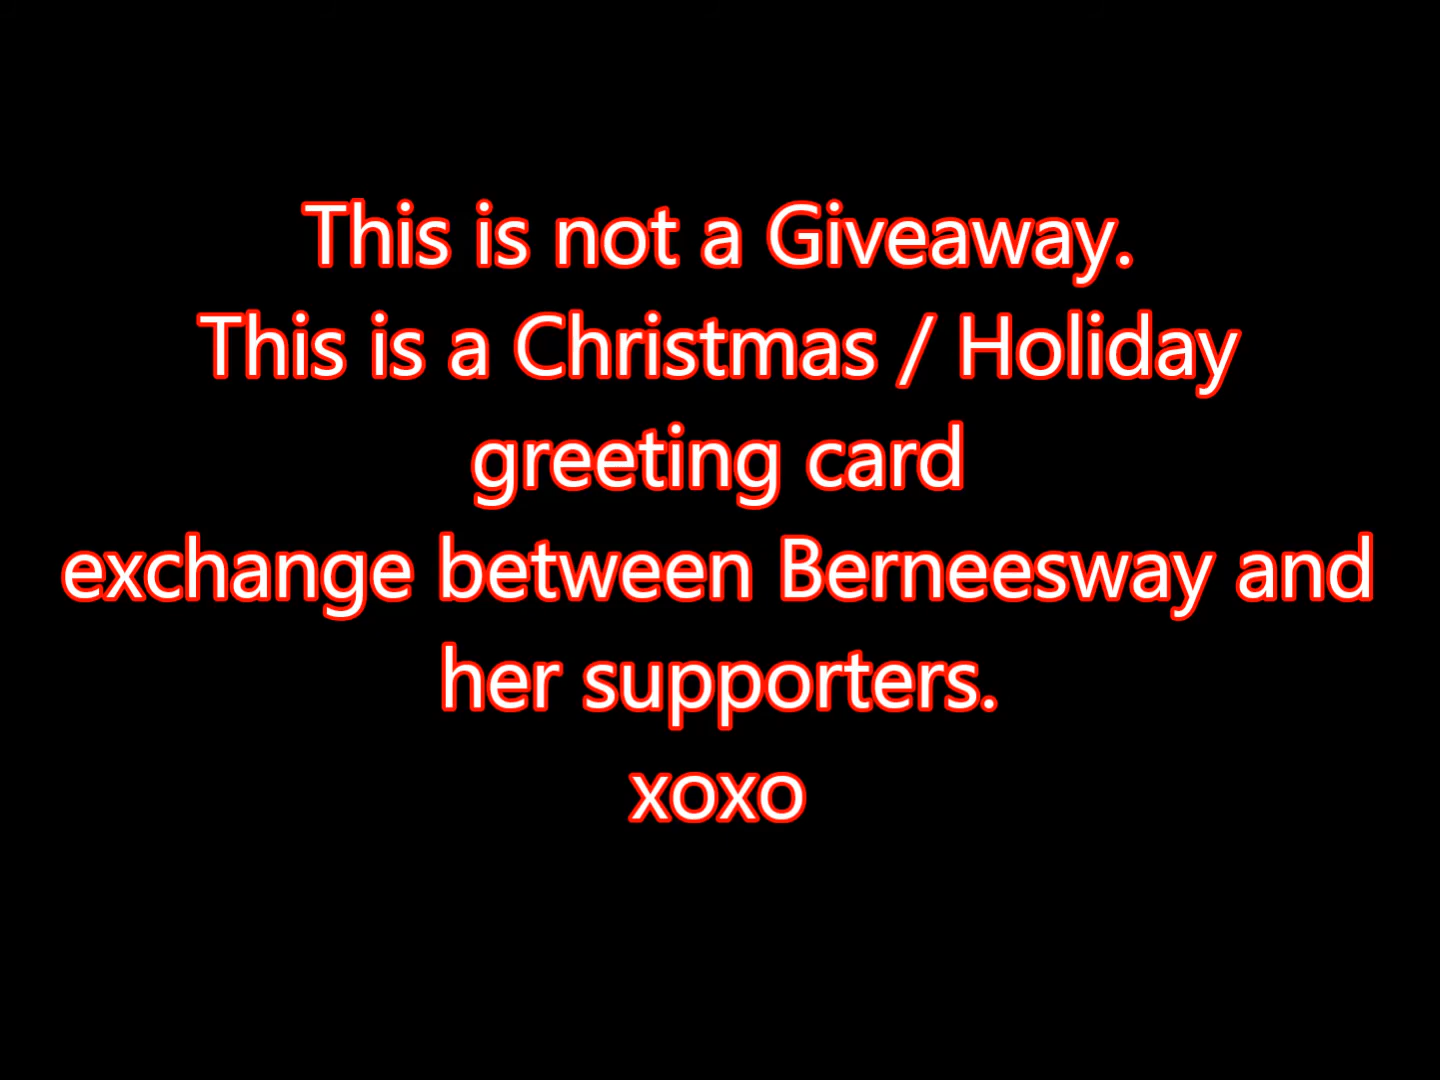 This is not a Giveaway.
This is a Christmas / Holiday
greeting card
exchange between Berneesway and
her supporters.
xoxo